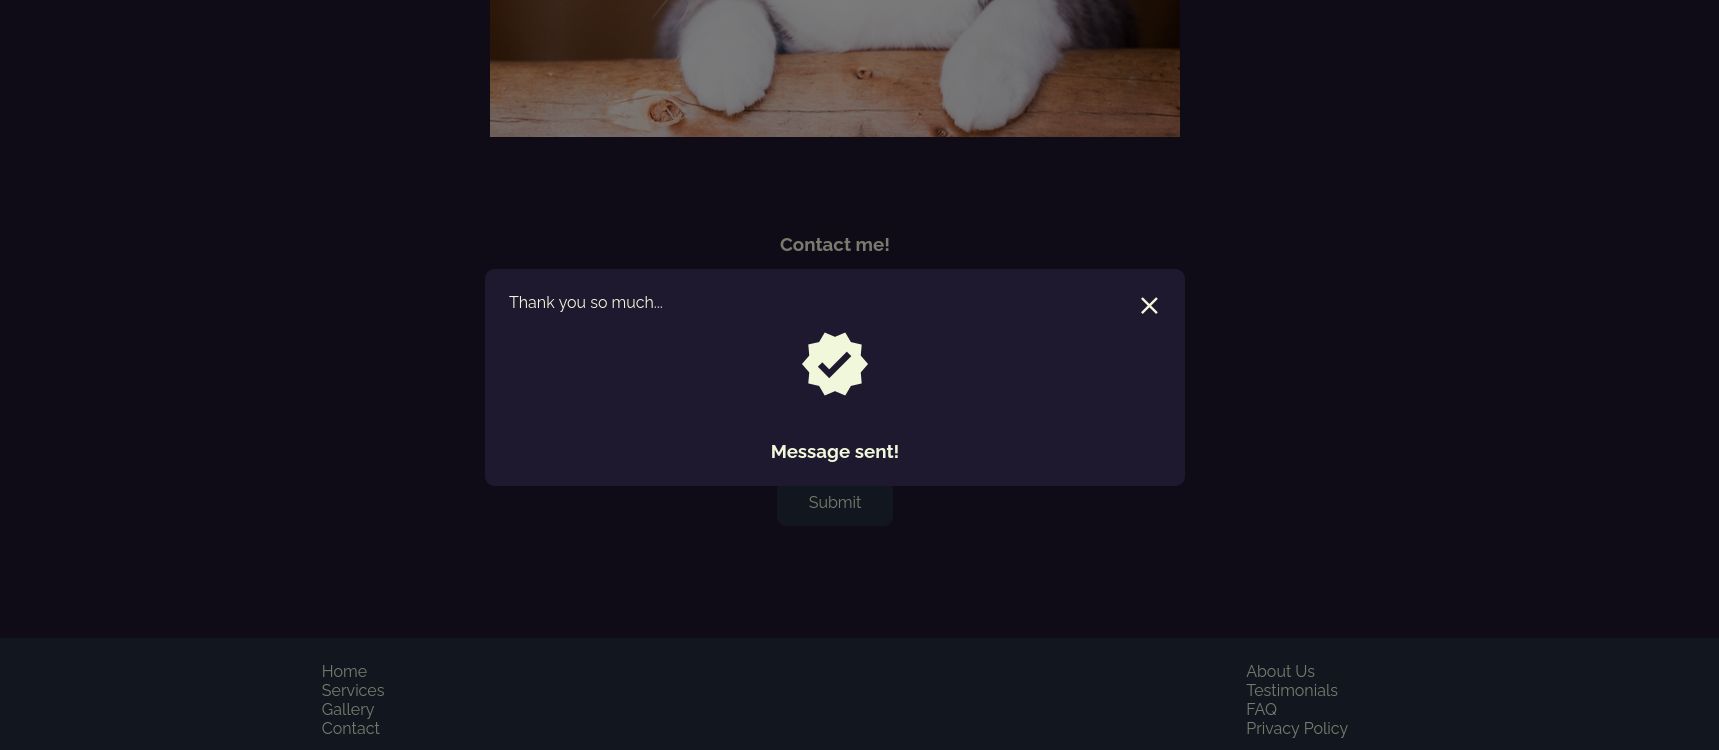 Contact me!
Thank you so much...
Message sent!
Submit
Home
Services
Gallery
Contact
About Us
Testimonials
FAQ
Privacy Policy